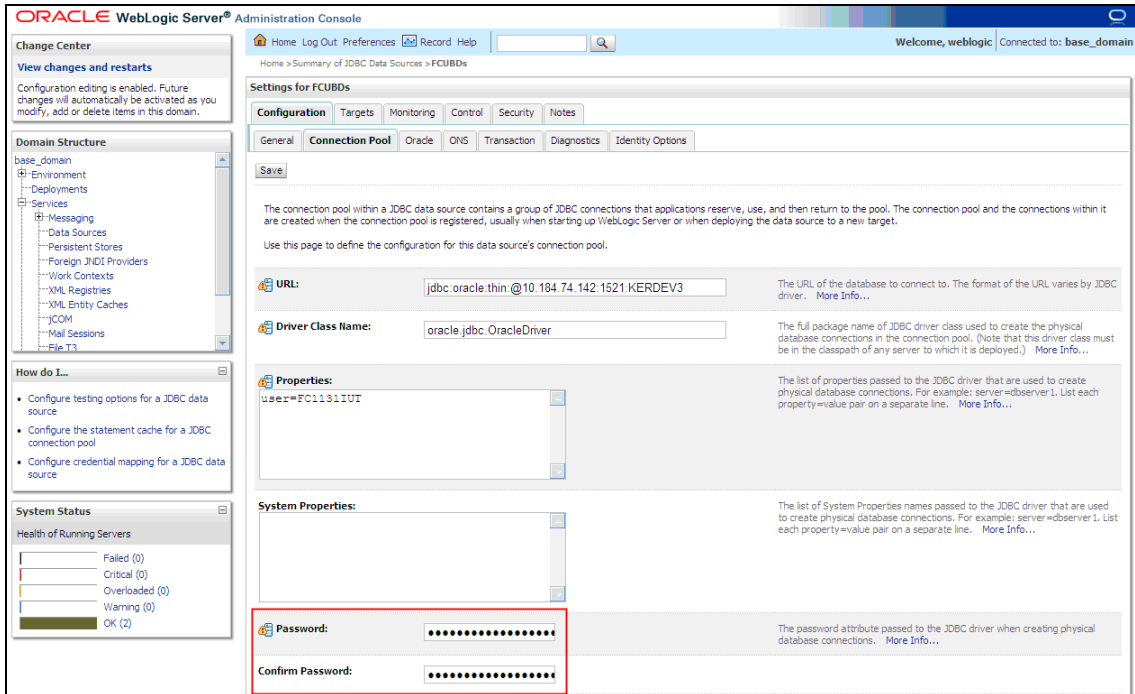 ORACLE WebLogic Server® Administration Console
Change Center
View changes and restarts
Configuration editing is enabled. Future
changes will automatically be activated as you
modify, add or delete items in this domain.
Domain Structure
base_domain
Environment
Deployments
Services
Messaging
Data Sources
Persistent Stores
Foreign JNDI Providers
Work Contexts
XML Registries
XML Entity Caches
jCOM
Mail Sessions
File T3
How do I...
Configure testing options for a JDBC data
source
Configure the statement cache for a JDBC
connection pool
Configure credential mapping for a JDBC data
source
System Status
Health of Running Servers
Failed (0)
Critical (0)
Overloaded (0)
Warning (0)
OK (2)
Home Log Out Preferences Record Help
Welcome, weblogic Connected to: base_domain
Home >Summary of JDBC Data Sources >FCUBDs
Settings for FCUBDs
Configuration Targets Monitoring Control Security Notes
General Connection Pool Oracle ONS Transaction Diagnostics Identity Options
Save
The connection pool within a JDBC data source contains a group of JDBC connections that applications reserve, use, and then return to the pool. The connection pool and the connections within it
are created when the connection pool is registered, usually when starting up WebLogic Server or when deploying the data source to a new target.
Use this page to define the configuration for this data source's connection pool.
URL:
jdbc:oracle:thin:@10.184.74.142:1521:KERDEV3
The URL of the database to connect to. The format of the URL varies by JDBC
driver. More Info...
Driver Class Name:
oracle.jdbc.OracleDriver
The full package name of JDBC driver class used to create the physical
database connections in the connection pool. (Note that this driver class must
be in the classpath of any server to which it is deployed.) More Info...
Properties:
user=FC1131IUT
The list of properties passed to the JDBC driver that are used to create
physical database connections. For example: server=dbserver1. List each
property=value pair on a separate line. More Info...
System Properties:
The list of System Properties names passed to the JDBC driver that are used
to create physical database connections. For example: server=dbserver1. List
each property=value pair on a separate line. More Info...
Password:
The password attribute passed to the JDBC driver when creating physical
database connections. More Info...
Confirm Password: